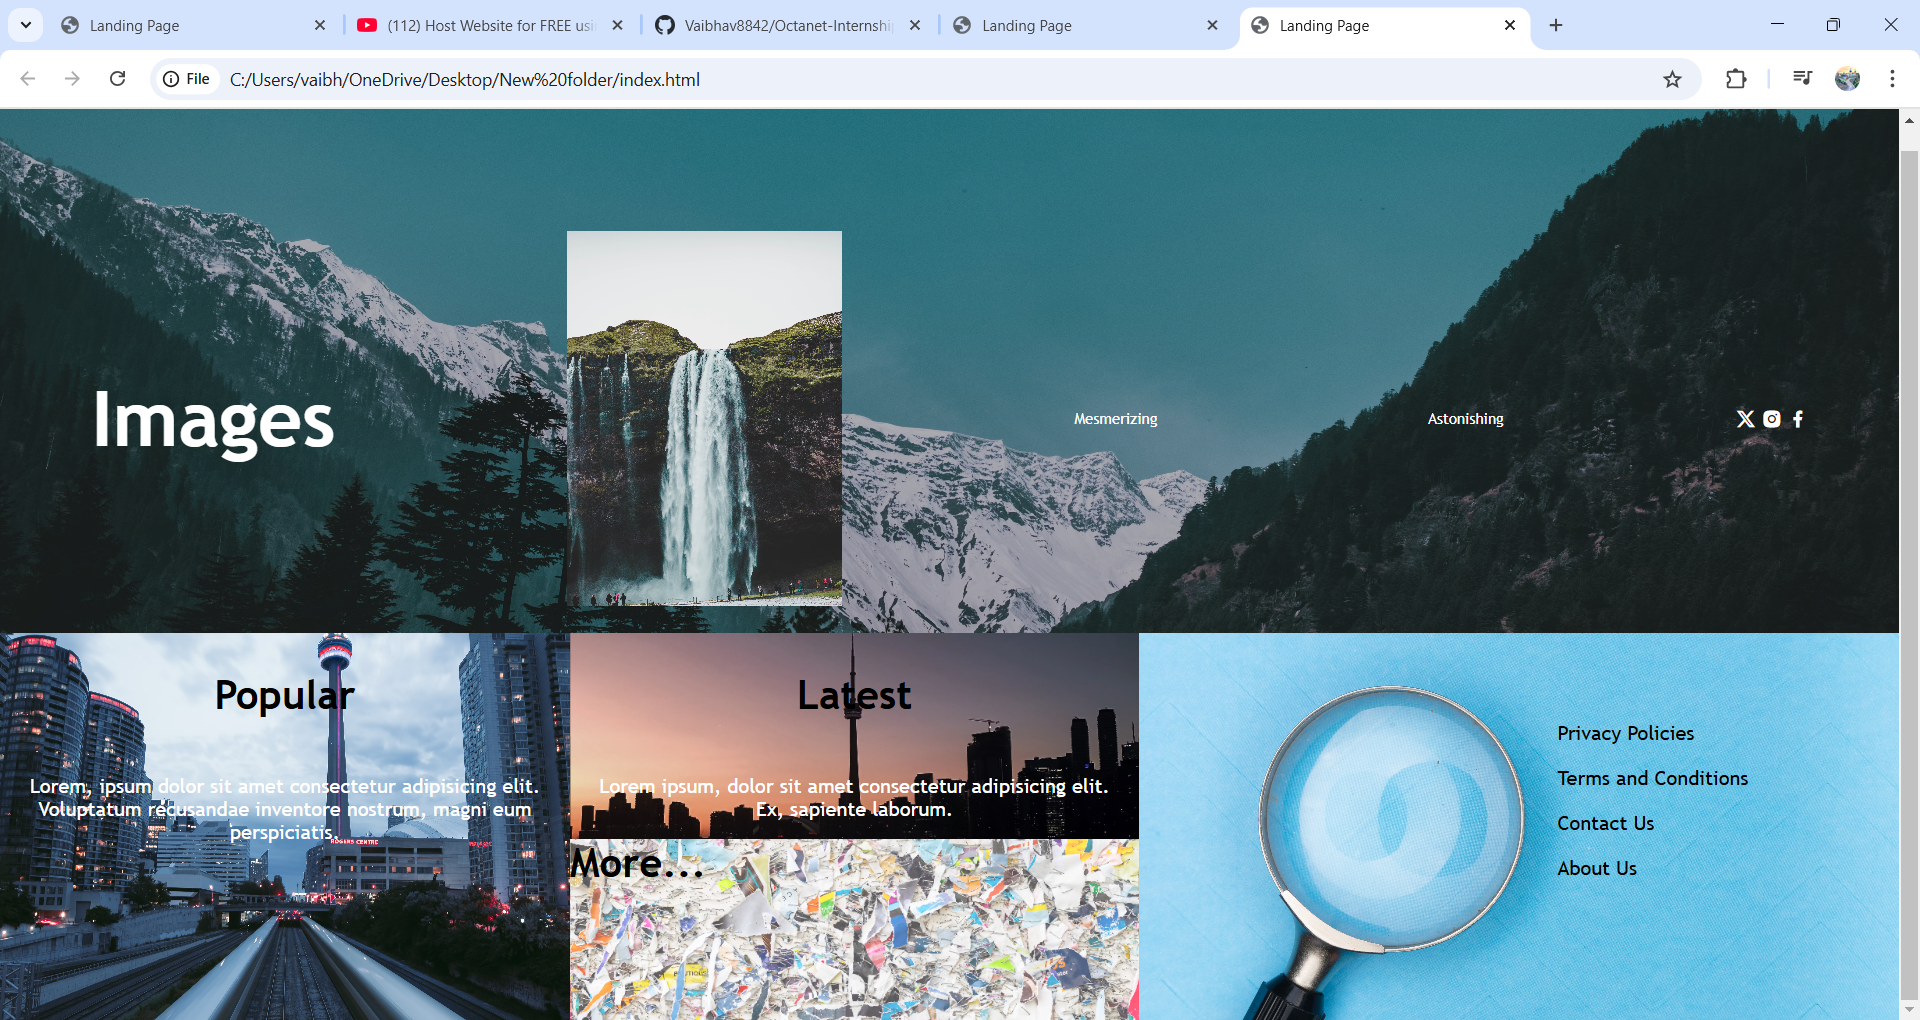 Landing Page
(112) Host Website for FREE usi
Vaibhav8842/Octanet-Internshi
Landing Page
Landing Page
File
C:/Users/vaibh/OneDrive/Desktop/New%20folder/index.html
Images
Mesmerizing
Astonishing
Popular
Lorem, ipsum dolor sit amet consectetur adipisicing elit.
Voluptatum recusandae inventore nostrum, magni eum
perspiciatis.
ROGERS CENTRE
Latest
Lorem ipsum, dolor sit amet consectetur adipisicing elit.
Ex, sapiente laborum.
More...
Privacy Policies
Terms and Conditions
Contact Us
About Us